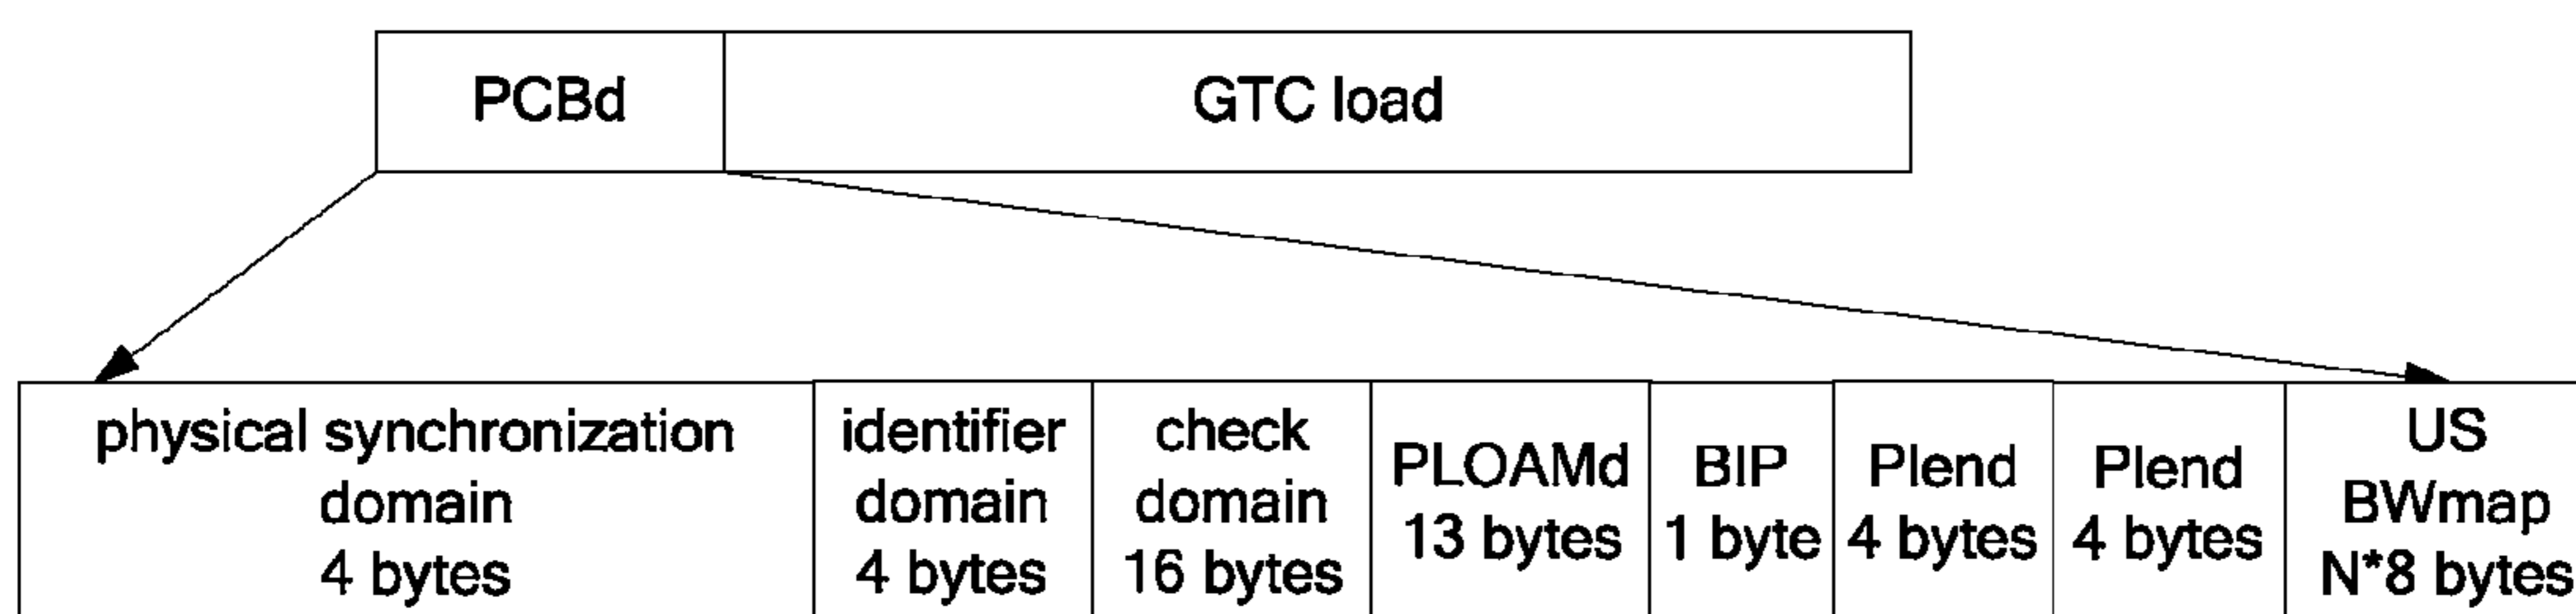 PCBd
GTC load
physical synchronization
domain
4 bytes
identifier
domain
4 bytes
check
domain
16 bytes
PLOAMd
13 bytes
BIP
1 byte
Plend
4 bytes
Plend
4 bytes
US
BWmap
N*8 bytes